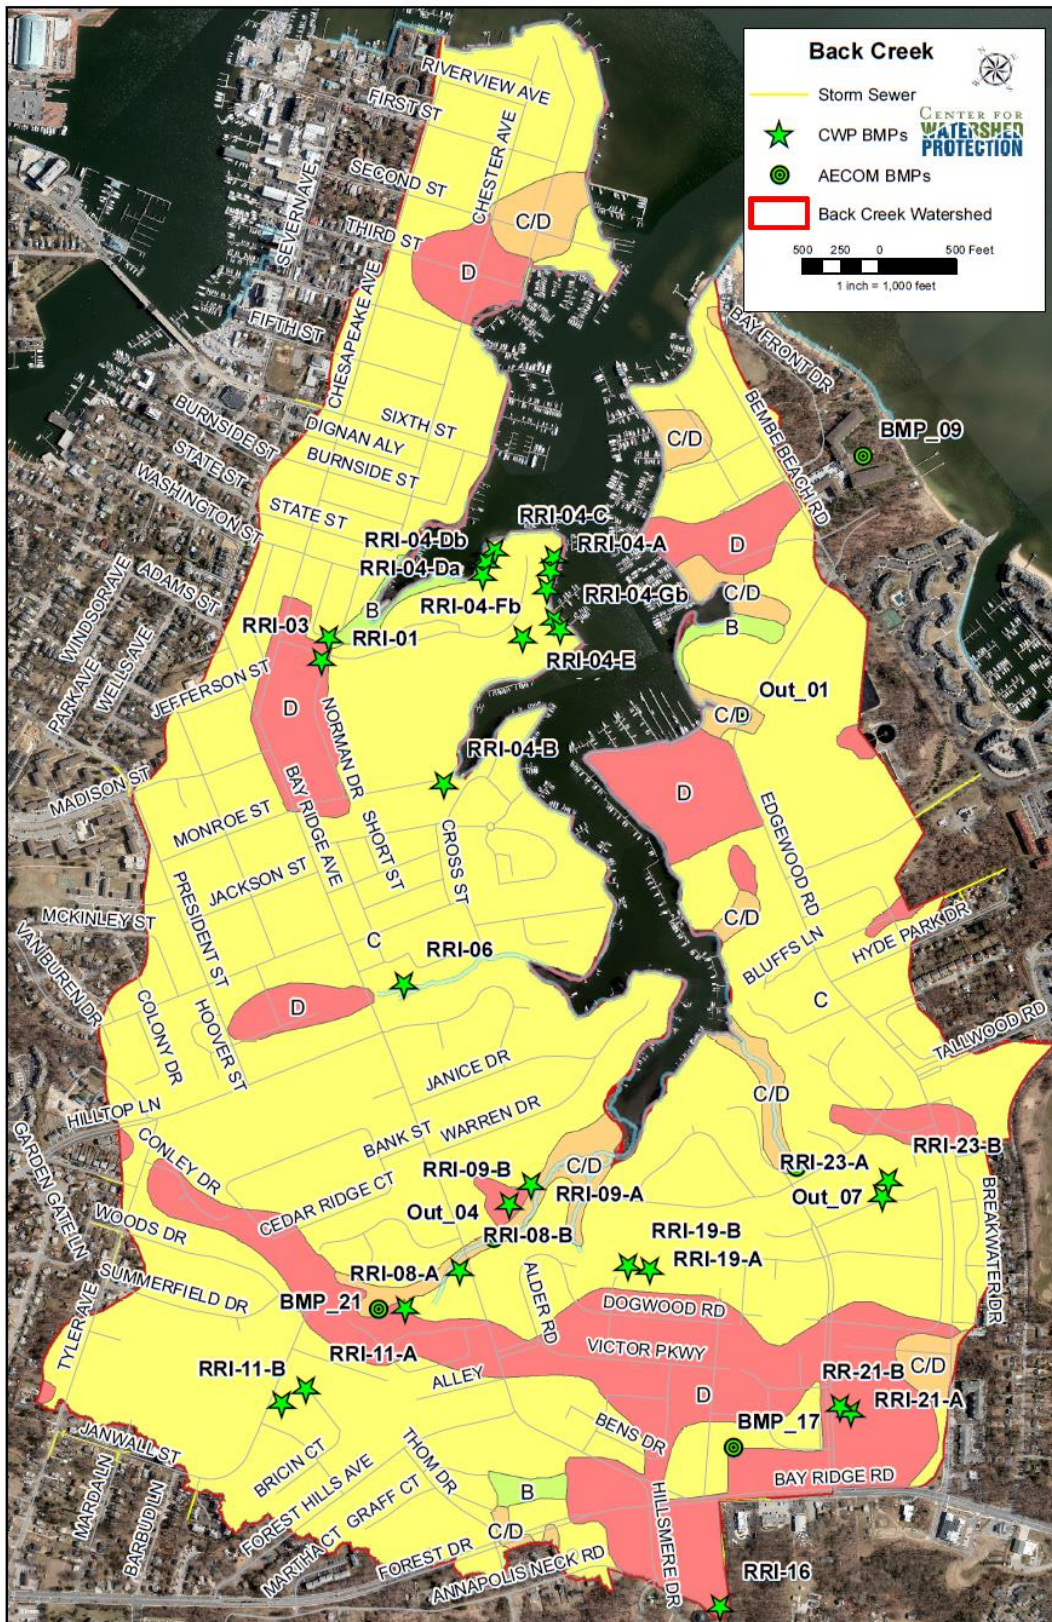 Back Creek
Storm Sewer
CENTER FOR
WATERSHED
PROTECTION
CWP BMPs
AECOM BMPs
Back Creek Watershed
500 250 0 500 Feet
1 inch = 1,000 feet
RIVERVIEW AVE
FIRST ST
CHESTER AVE
SECOND ST
SEVERN AVE
C/D
THIRD ST
D
CHESAPEAKE AVE
FIFTH ST
BAY FRONT DR
BEMBE BEACH RD
SIXTH ST
DIGNAN ALY
BURNSIDE ST
BURNSIDE ST
C/D
BMP_09
STATE ST
WASHINGTON ST
STATE ST
RRI-04-C
RRI-04-Db
RRI-04-A
D
RRI-04-Da
ADAMS ST
WINDSOR AVE
C/D
RRI-04-Fb
RRI-04-Gb
B
B
RRI-03
RRI-01
WELLS AVE
PARK AVE
RRI-04-E
JEFFERSON ST
Out_01
D
NORMAN DR
C/D
RRI-04-B
MADISON ST
D
MONROE ST
BAY RIDGE AVE
SHORT ST
CROSS ST
EDGEWOOD RD
JACKSON ST
PRESIDENT ST
MCKINLEY ST
C/D
HYDE PARK DR
BLUFFS LN
VANBUREN DR
C
RRI-06
C
COLONY DR
HOOVER ST
D
TALLWOOD RD
JANICE DR
C/D
HILLTOP LN
WARREN DR
BANK ST
CONLEY DR
GARDEN GATE LN
RRI-23-B
C/D
RRI-09-B
RRI-23-A
CEDAR RIDGE CT
RRI-09-A
Out_07
BREAKWATER DR
Out_04
WOODS DR
RRI-08-B
RRI-19-B
RRI-19-A
RRI-08-A
SUMMERFIELD DR
ALDER RD
DOGWOOD RD
BMP_21
TYLER AVE
RRI-11-A
VICTOR PKWY
RRI-11-B
ALLEY
C/D
RR-21-B
D
RRI-21-A
BMP_17
BENS DR
JANWALL ST
THOM DR
BRICIN CT
BAY RIDGE RD
FOREST HILLS AVE
GRAFF CT
B
MARDA LN
BARBUD LN
MARTHA CT
C/D
HILLSMERE DR
FOREST DR
ANNAPOLIS NECK RD
RRI-16